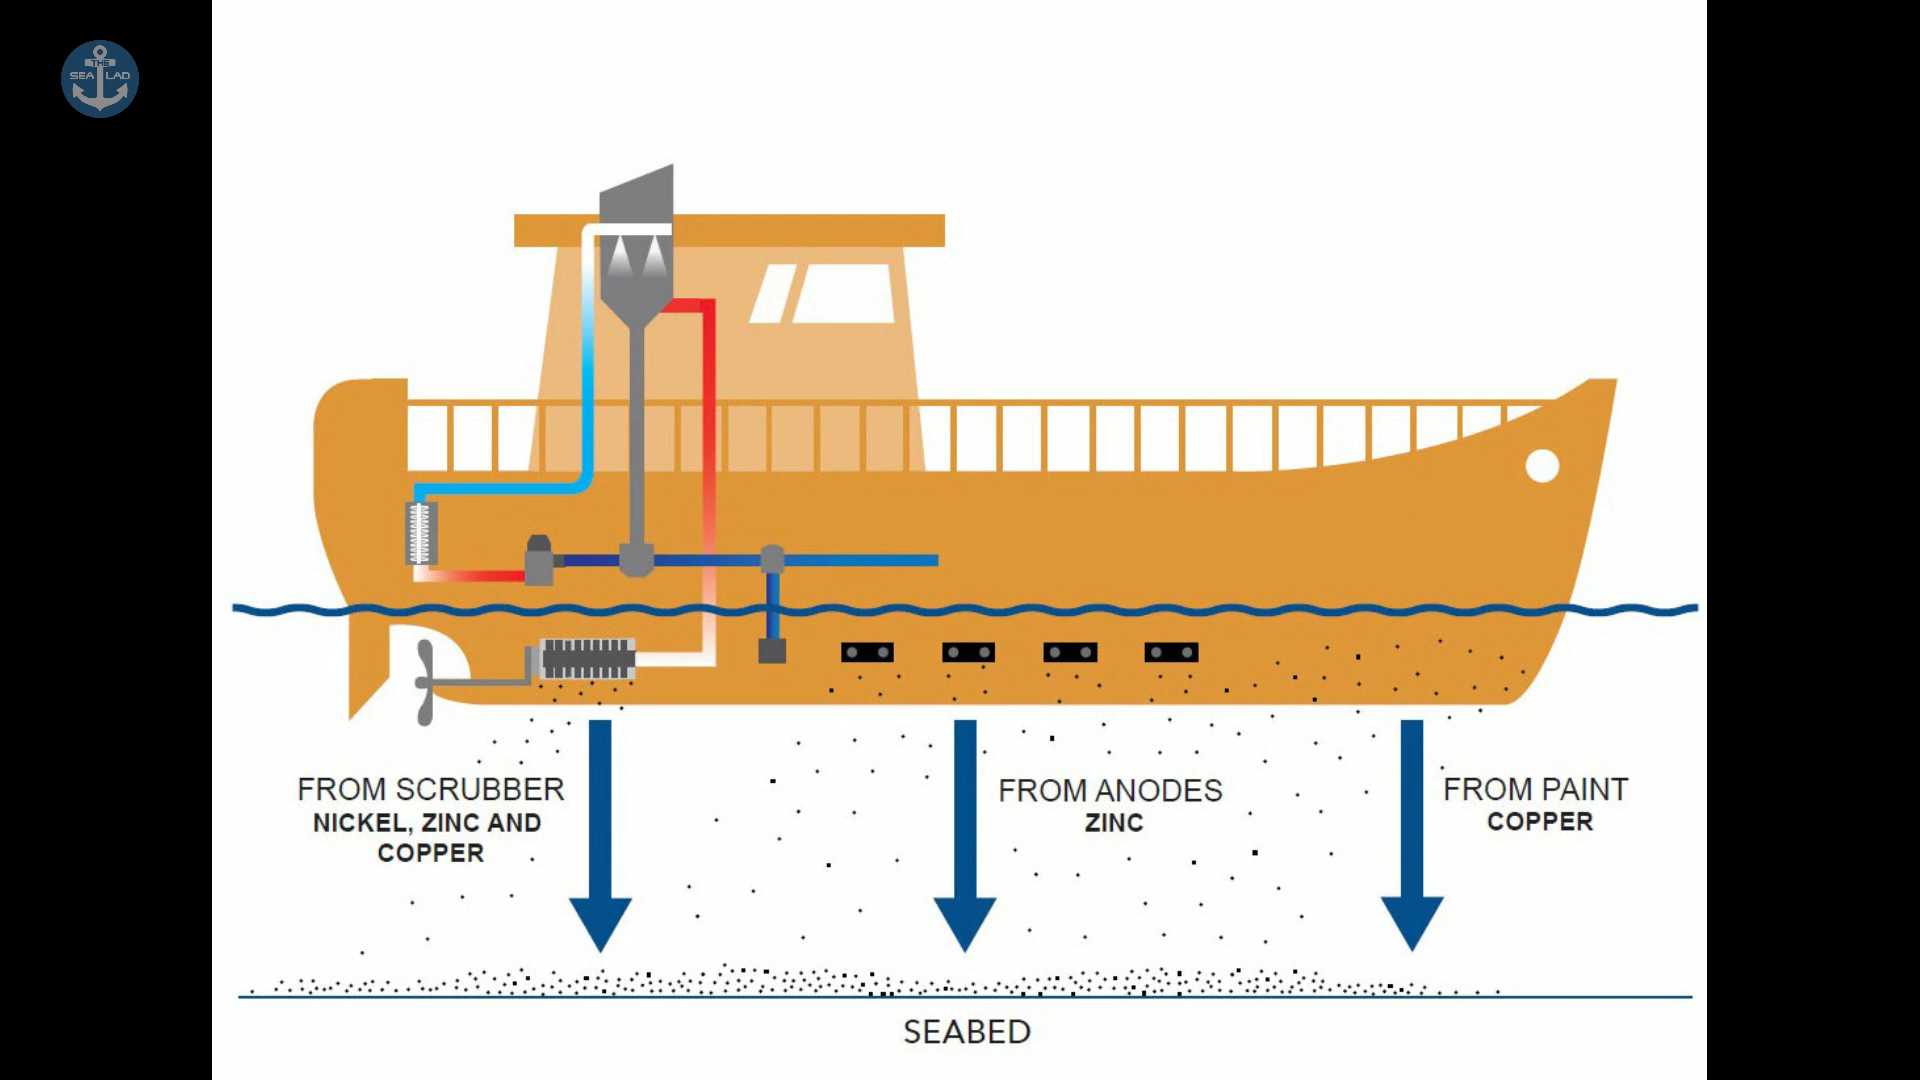 THE
SEA LAD
FROM SCRUBBER
NICKEL, ZINC AND
COPPER
FROM ANODES
ZINC
FROM PAINT
COPPER
SEABED